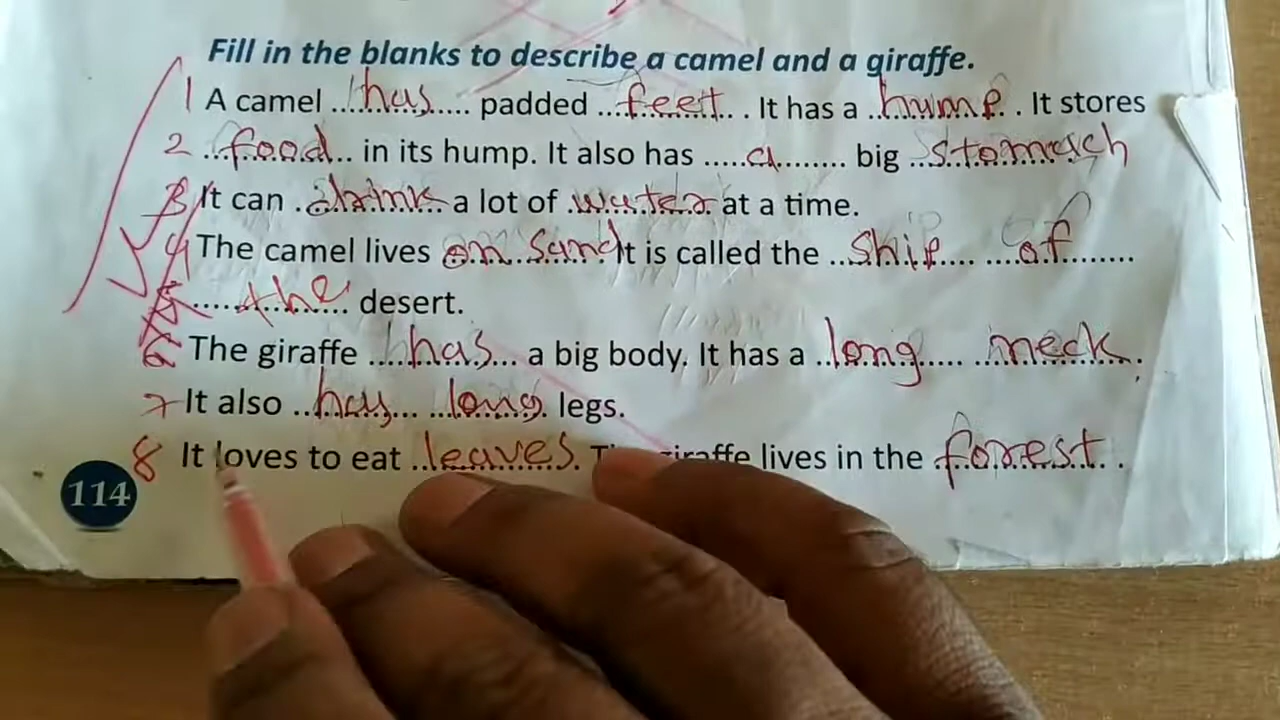 Fill in the blanks to describe a camel and a giraffe.
1 A camel ...has... padded ...feet... . It has a ...hump... . It stores
2 ...food... in its hump. It also has ...a... big ...stomach
3 It can ...drink... a lot of ...water... at a time.
4 The camel lives on sand It is called the ...ship... ...of...
5 ...the... desert.
6 The giraffe ...has... a big body. It has a ...long... ...neck...
7 It also ...has... ...long... legs.
8 It loves to eat ...leaves... giraffe lives in the ...forest... .
114